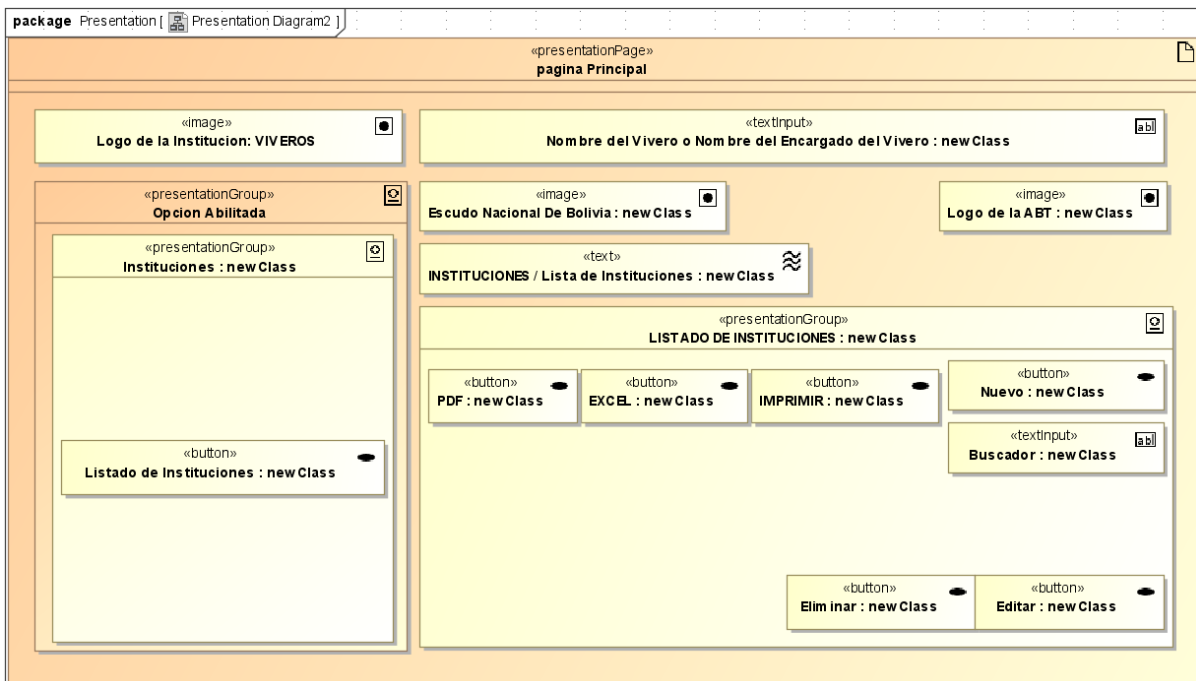 package Presentation [ Presentation Diagram2 ]
«presentationPage»
pagina Principal
«image»
Logo de la Institucion: VIVEROS
«textInput»
Nombre del Vivero o Nombre del Encargado del Vivero : newClass
«presentationGroup»
Opcion Abilitada
«presentationGroup»
Instituciones : newClass
«button»
Listado de Instituciones : newClass
«image»
Escudo Nacional De Bolivia : newClass
«image»
Logo de la ABT : newClass
«text»
INSTITUCIONES / Lista de Instituciones : newClass
«presentationGroup»
LISTADO DE INSTITUCIONES : newClass
«button»
PDF : newClass
«button»
EXCEL : newClass
«button»
IMPRIMIR : newClass
«button»
Nuevo : newClass
«textInput»
Buscador : newClass
«button»
Eliminar : newClass
«button»
Editar : newClass
abl
abl